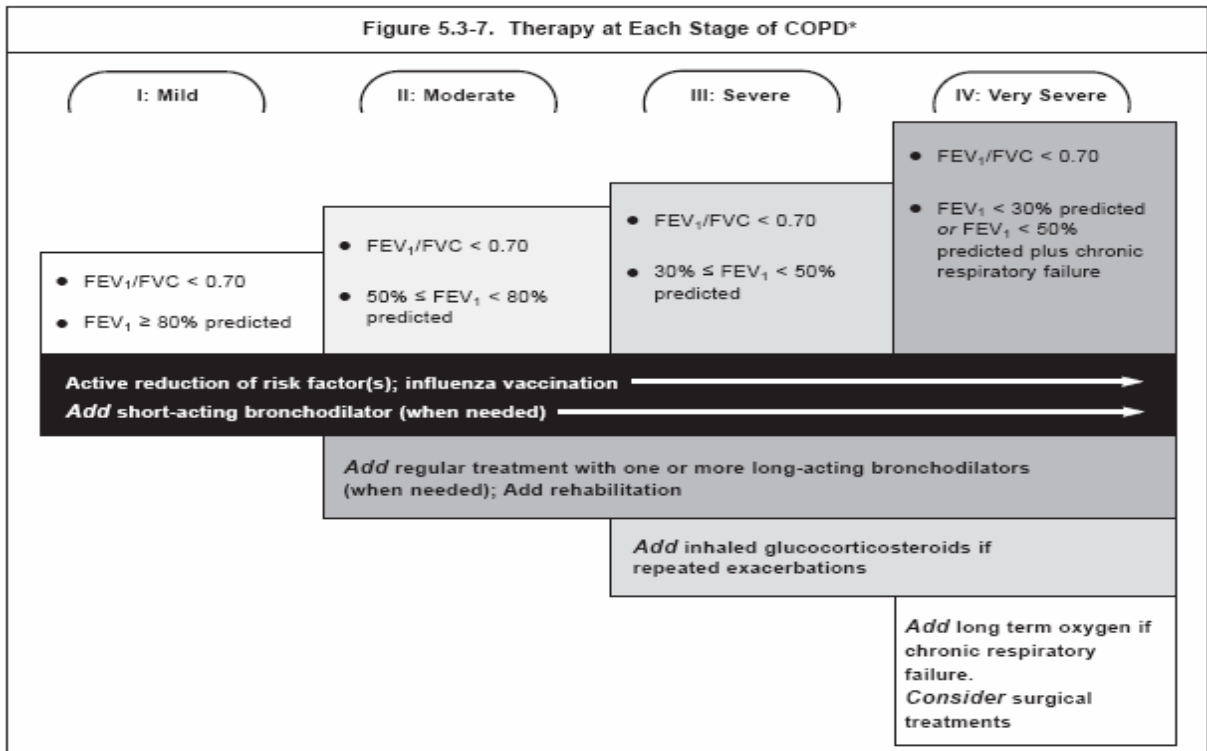 Figure 5.3-7. Therapy at Each Stage of COPD*
I: Mild
II: Moderate
III: Severe
IV: Very Severe
• FEV₁/FVC < 0.70
• FEV₁ ≥ 80% predicted
• FEV₁/FVC < 0.70
• 50% ≤ FEV₁ < 80%
predicted
• FEV₁/FVC < 0.70
• 30% ≤ FEV₁ < 50%
predicted
• FEV₁/FVC < 0.70
• FEV₁ < 30% predicted
or FEV₁ < 50%
predicted plus chronic
respiratory failure
Active reduction of risk factor(s); influenza vaccination
Add short-acting bronchodilator (when needed)
Add regular treatment with one or more long-acting bronchodilators
(when needed); Add rehabilitation
Add inhaled glucocorticosteroids if
repeated exacerbations
Add long term oxygen if
chronic respiratory
failure.
Consider surgical
treatments